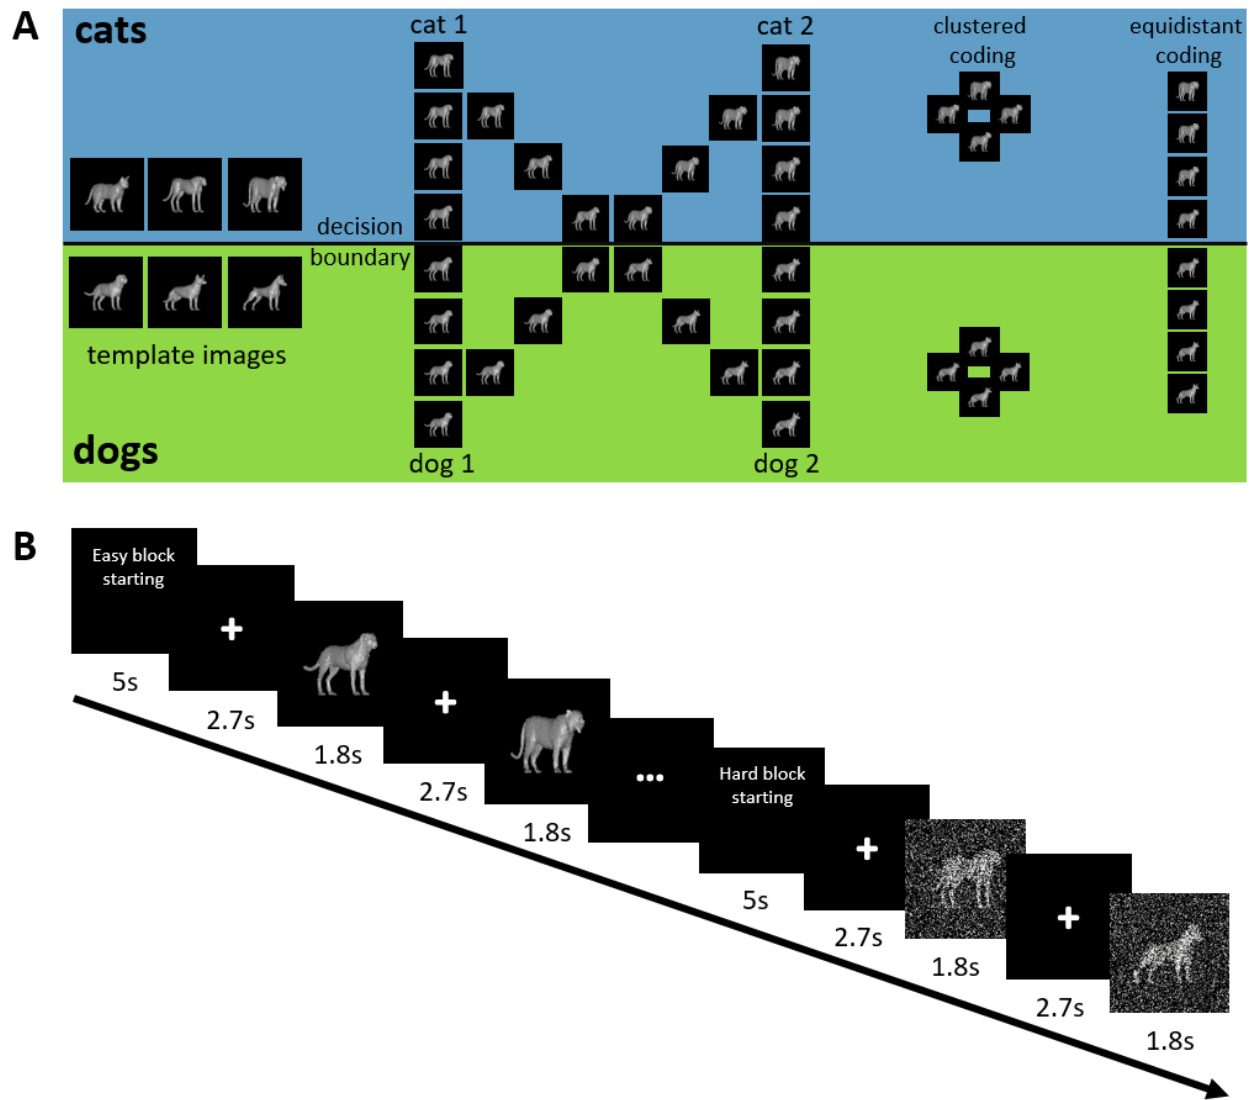 A
cats
cat 1
cat 2
clustered
coding
equidistant
coding
decision
boundary
template images
dogs
dog 1
dog 2
B
Easy block
starting
5s
2.7s
1.8s
2.7s
1.8s
...
Hard block
starting
5s
2.7s
1.8s
2.7s
1.8s